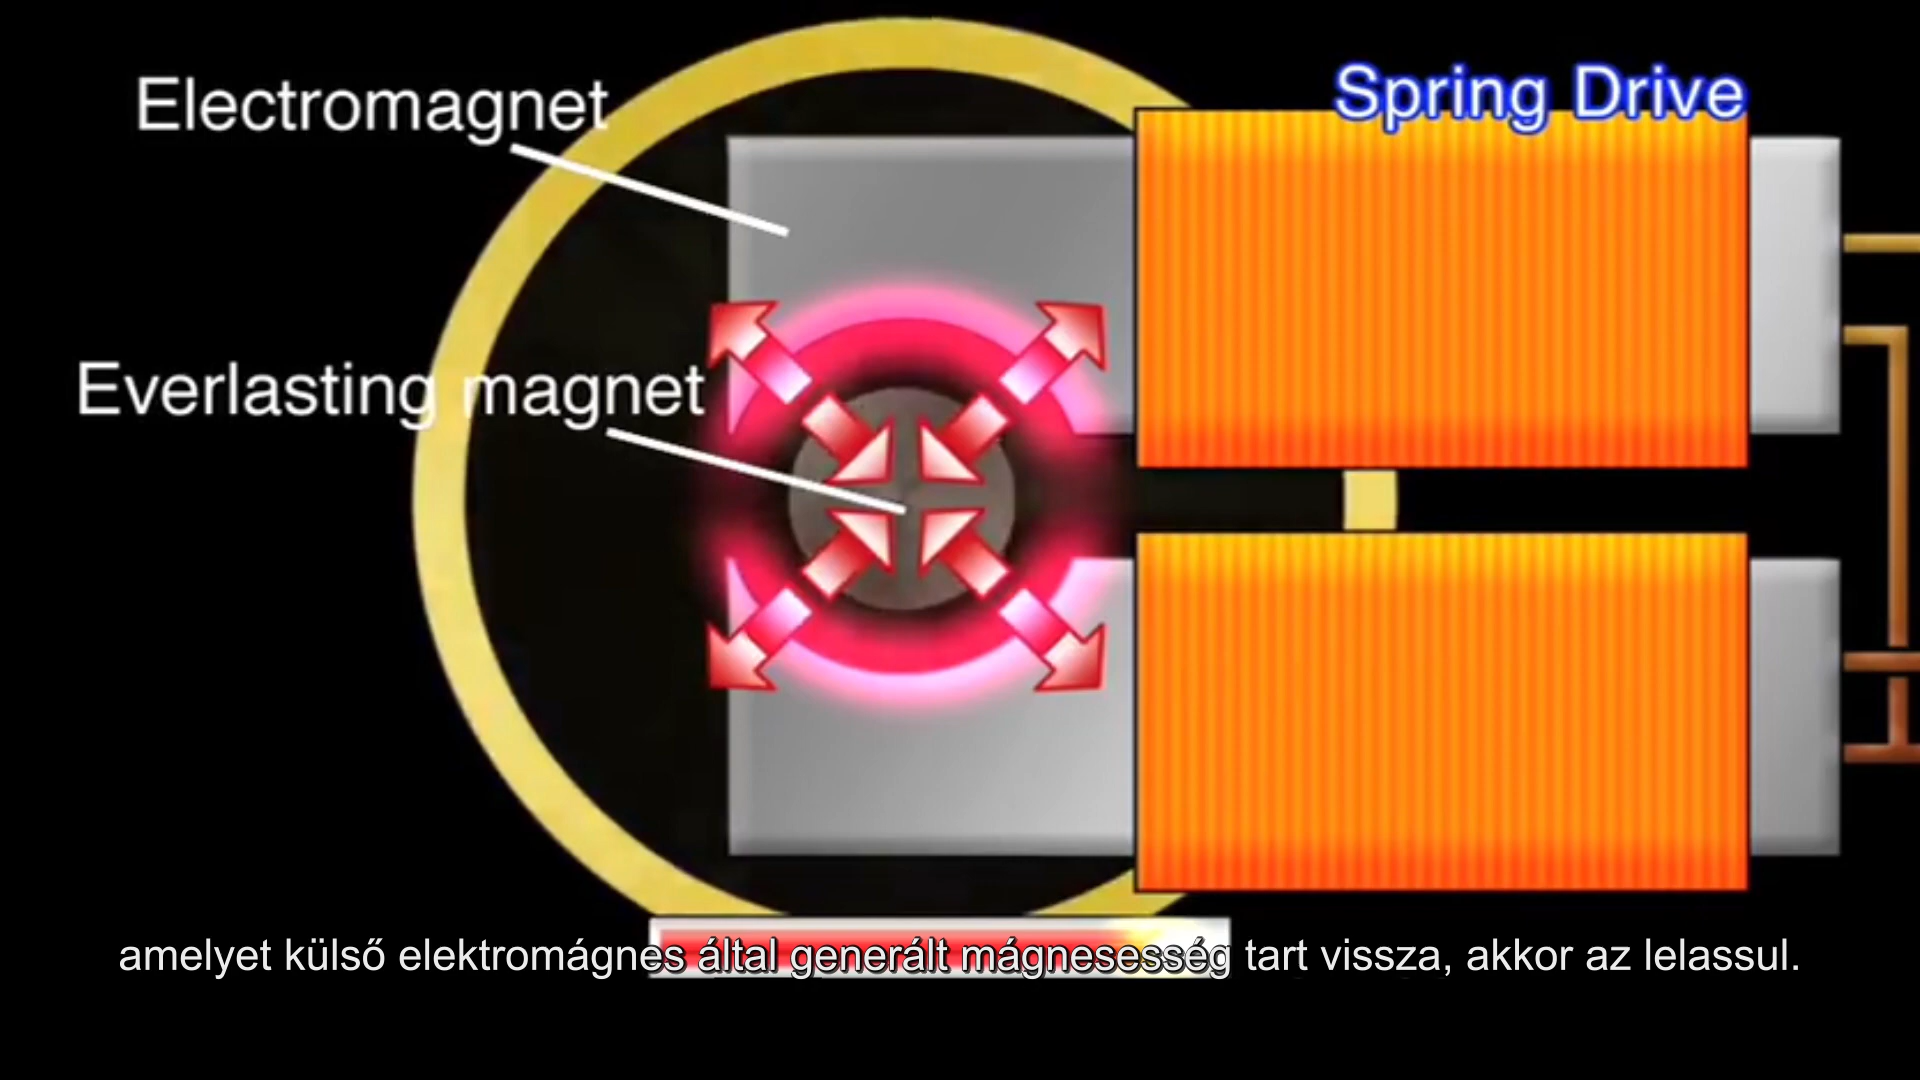 Electromagnet
Spring Drive
Everlasting magnet
amelyet külső elektromágnes által generált mágnesesség tart vissza, akkor az lelassul.